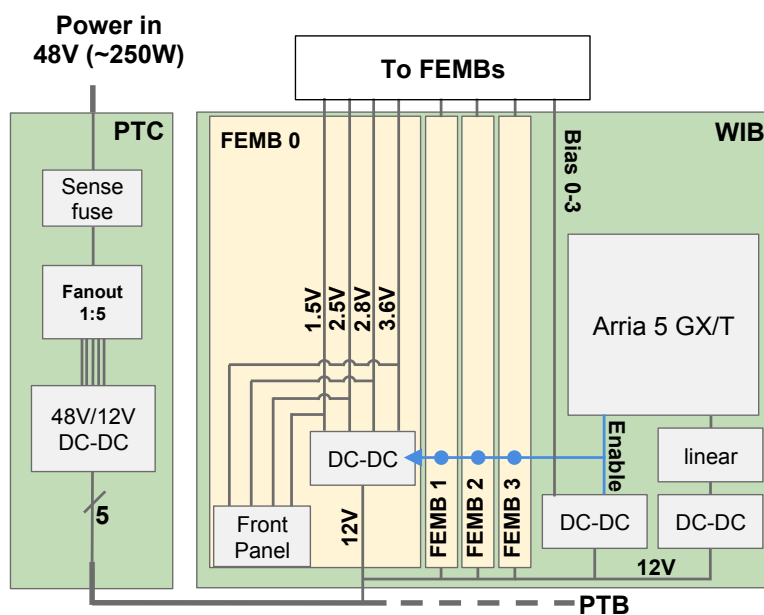 Power in
48V (~250W)
To FEMBs
PTC
Sense
fuse
Fanout
1:5
48V/12V
DC-DC
5
FEMB 0
1.5V
2.5V
2.8V
3.6V
DC-DC
Front
Panel
12V
FEMB 1
FEMB 2
FEMB 3
Bias 0-3
WIB
Arria 5 GX/T
Enable
linear
DC-DC
DC-DC
12V
PTB